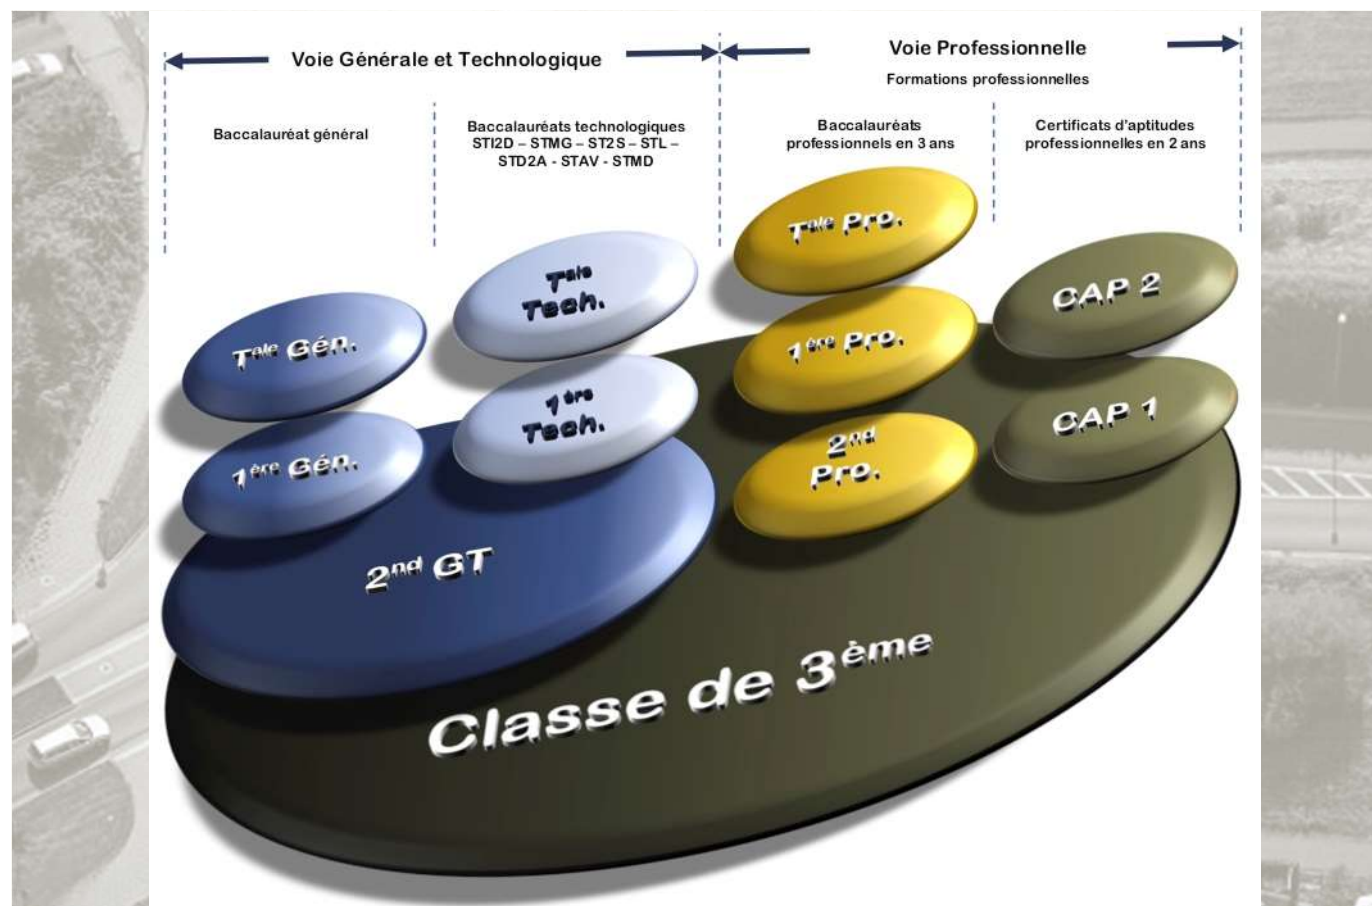 Voie Générale et Technologique
Voie Professionnelle
Formations professionnelles
Baccalauréat général
Baccalauréats technologiques
STI2D – STMG – ST2S – STL –
STD2A - STAV - STMD
Baccalauréats
professionnels en 3 ans
Certificats d'aptitudes
professionnelles en 2 ans
Tale Gén.
1ère Gén.
Tale
Tech.
1ère
Tech.
Tale Pro.
1ère Pro.
2nd
Pro.
CAP 2
CAP 1
2nd GT
Classe de 3ème